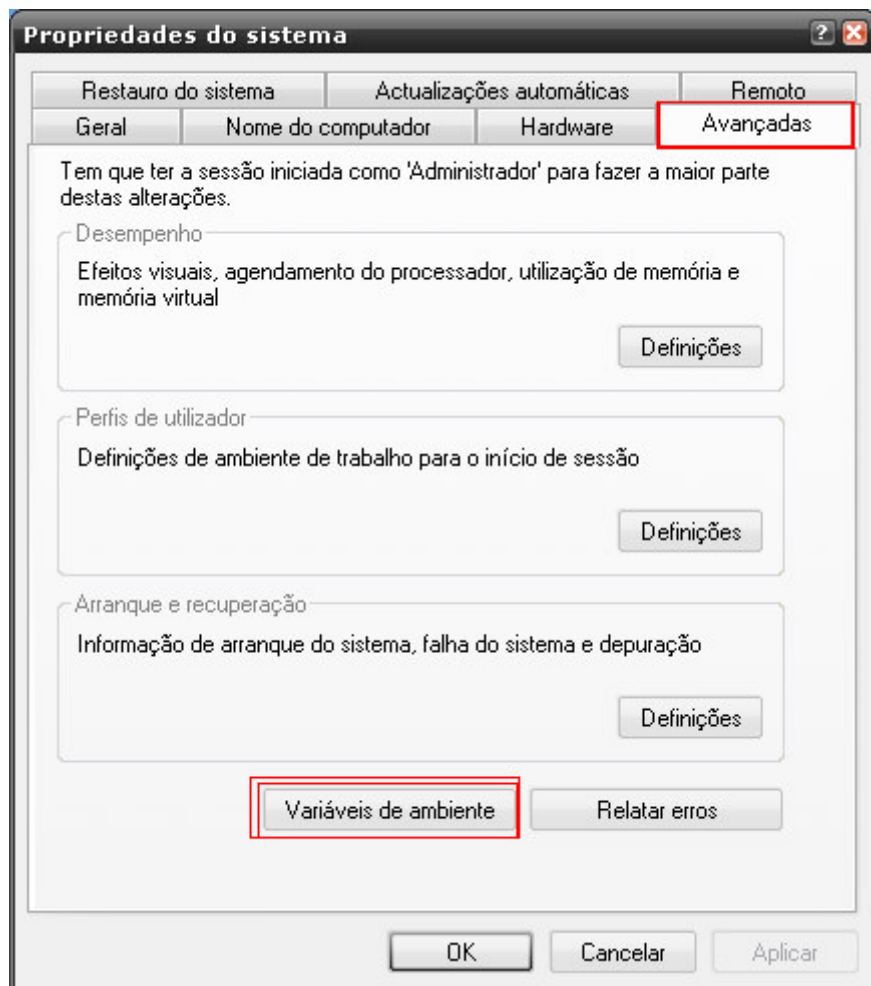 Propriedades do sistema
Restauro do sistema
Actualizações automáticas
Remoto
Geral
Nome do computador
Hardware
Avançadas
Tem que ter a sessão iniciada como 'Administrador' para fazer a maior parte
destas alterações.
Desempenho
Efeitos visuais, agendamento do processador, utilização de memória e
memória virtual
Definições
Perfis de utilizador
Definições de ambiente de trabalho para o início de sessão
Definições
Arranque e recuperação
Informação de arranque do sistema, falha do sistema e depuração
Definições
Variáveis de ambiente
Relatar erros
OK
Cancelar
Aplicar